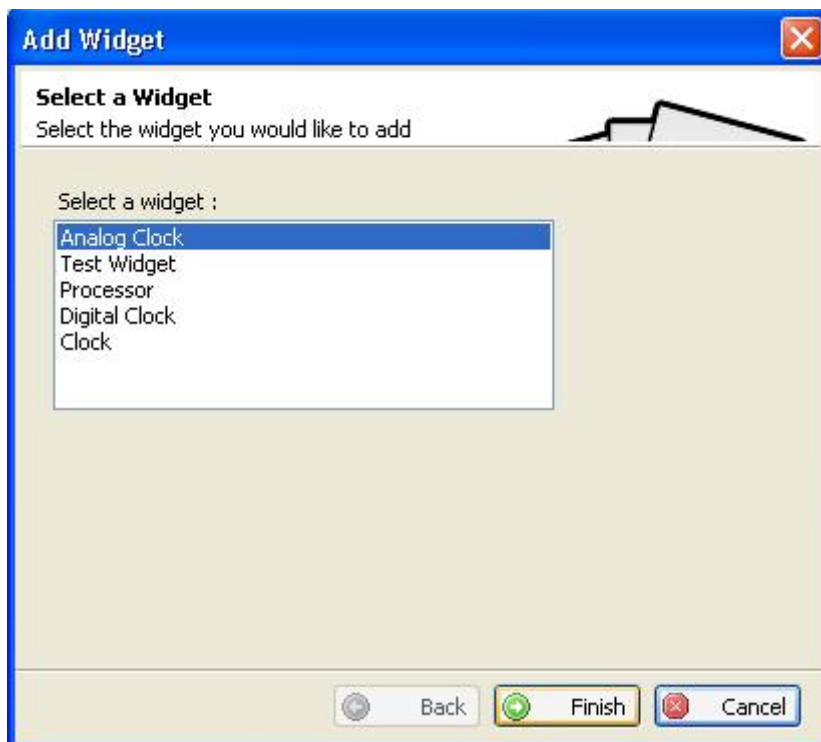 Add Widget
Select a Widget
Select the widget you would like to add
Select a widget :
Analog Clock
Test Widget
Processor
Digital Clock
Clock
Back Finish Cancel